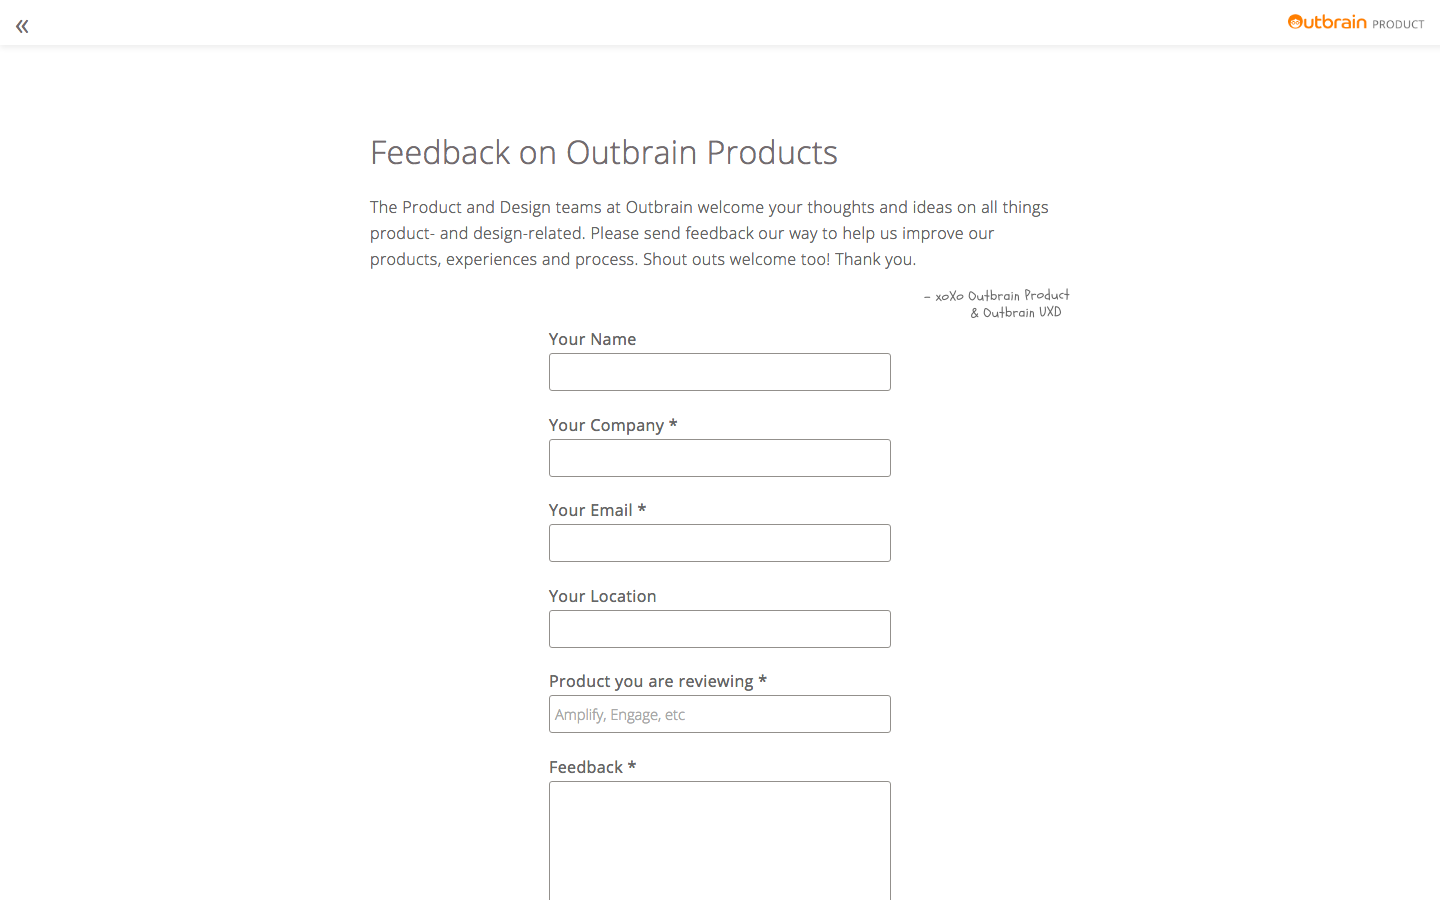 «
Outbrain PRODUCT
Feedback on Outbrain Products
The Product and Design teams at Outbrain welcome your thoughts and ideas on all things
product- and design-related. Please send feedback our way to help us improve our
products, experiences and process. Shout outs welcome too! Thank you.
– xoXo Outbrain Product
& Outbrain UXD
Your Name
Your Company *
Your Email *
Your Location
Product you are reviewing *
Amplify, Engage, etc
Feedback *